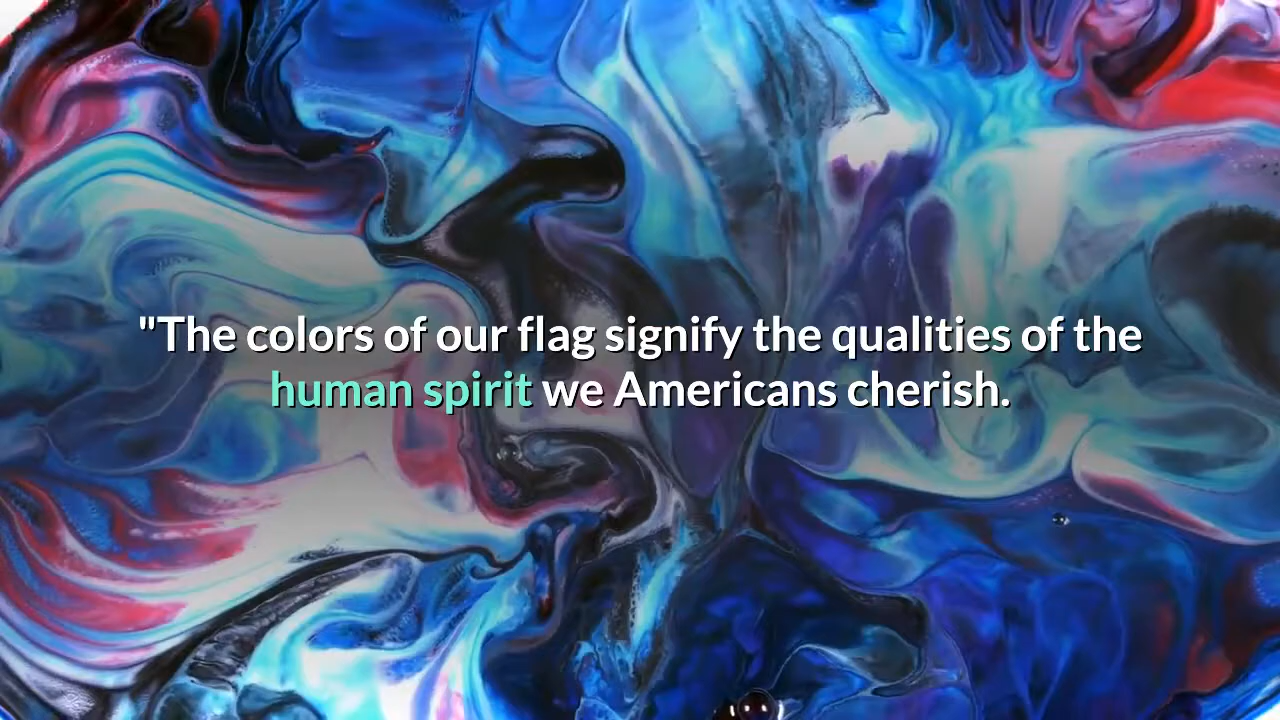 "The colors of our flag signify the qualities of the
human spirit we Americans cherish.